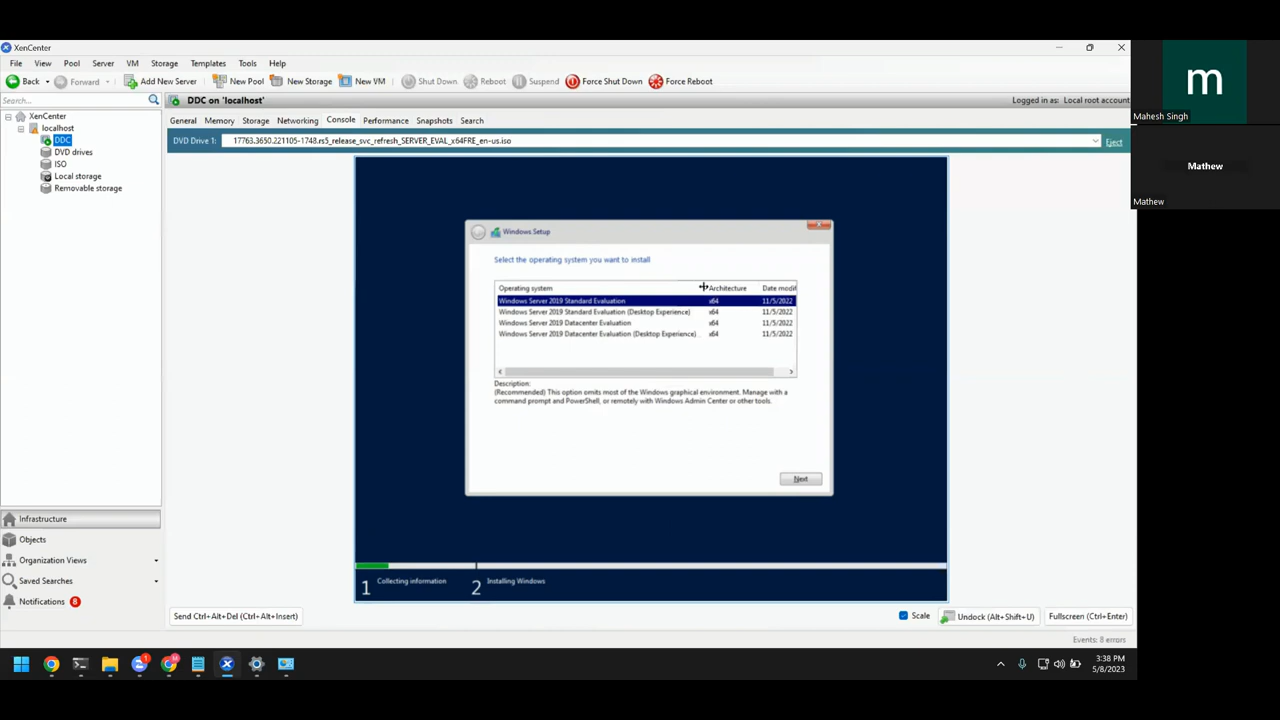 XenCenter
File View Pool Server VM Storage Templates Tools Help
Back Forward Add New Server New Pool New Storage New VM Shut Down Reboot Suspend Force Shut Down Force Reboot
Search...
DDC on 'localhost'
Logged in as: Local root account
XenCenter
localhost
DDC
DVD drives
ISO
Local storage
Removable storage
General Memory Storage Networking Console Performance Snapshots Search
DVD Drive 1: 17763.3650.221105-1748.rs5_release_svc_refresh_SERVER_EVAL_x64FRE_en-us.iso Eject
Windows Setup
Select the operating system you want to install
Operating system Architecture Date modif
Windows Server 2019 Standard Evaluation x64 11/5/2022
Windows Server 2019 Standard Evaluation (Desktop Experience) x64 11/5/2022
Windows Server 2019 Datacenter Evaluation x64 11/5/2022
Windows Server 2019 Datacenter Evaluation (Desktop Experience) x64 11/5/2022
Description:
(Recommended) This option omits most of the Windows graphical environment. Manage with a
command prompt and PowerShell, or remotely with Windows Admin Center or other tools.
Next
1 Collecting information 2 Installing Windows
Infrastructure
Objects
Organization Views
Saved Searches
Notifications 8
Send Ctrl+Alt+Del (Ctrl+Alt+Insert)
Scale Undock (Alt+Shift+U) Fullscreen (Ctrl+Enter)
Events: 8 errors
3:38 PM
5/8/2023
m
Mahesh Singh
Mathew
Mathew